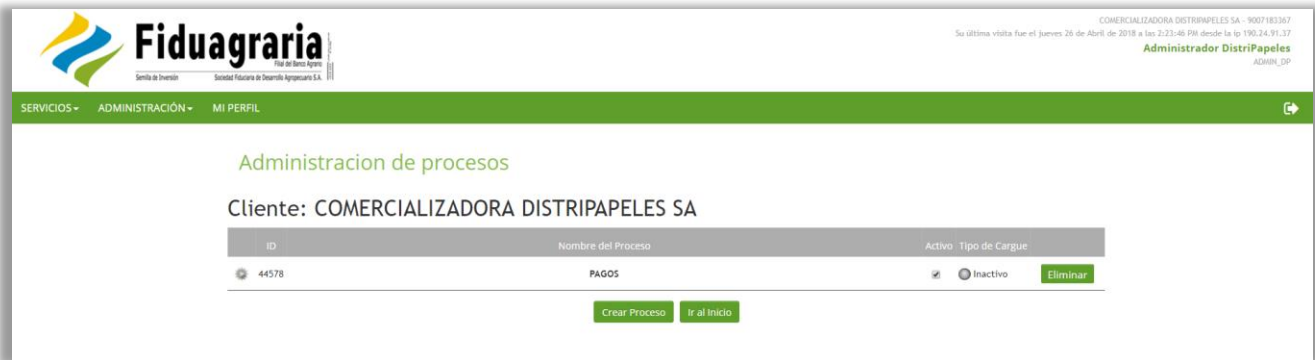 COMERCIALIZADORA DISTRIPAPELES SA - 9007183367
Su última visita fue el jueves 26 de Abril de 2018 a las 2:23:46 PM desde la ip 190.24.91.37
Administrador DistriPapeles
ADMIN_DP
Fiduagraria
Filial del Banco Agrario
Semilla de Inversión Sociedad Fiduciaria de Desarrollo Agropecuario S.A.
SERVICIOS ADMINISTRACIÓN MI PERFIL
Administracion de procesos
Cliente: COMERCIALIZADORA DISTRIPAPELES SA
ID Nombre del Proceso Activo Tipo de Cargue
44578 PAGOS Inactivo Eliminar
Crear Proceso Ir al Inicio